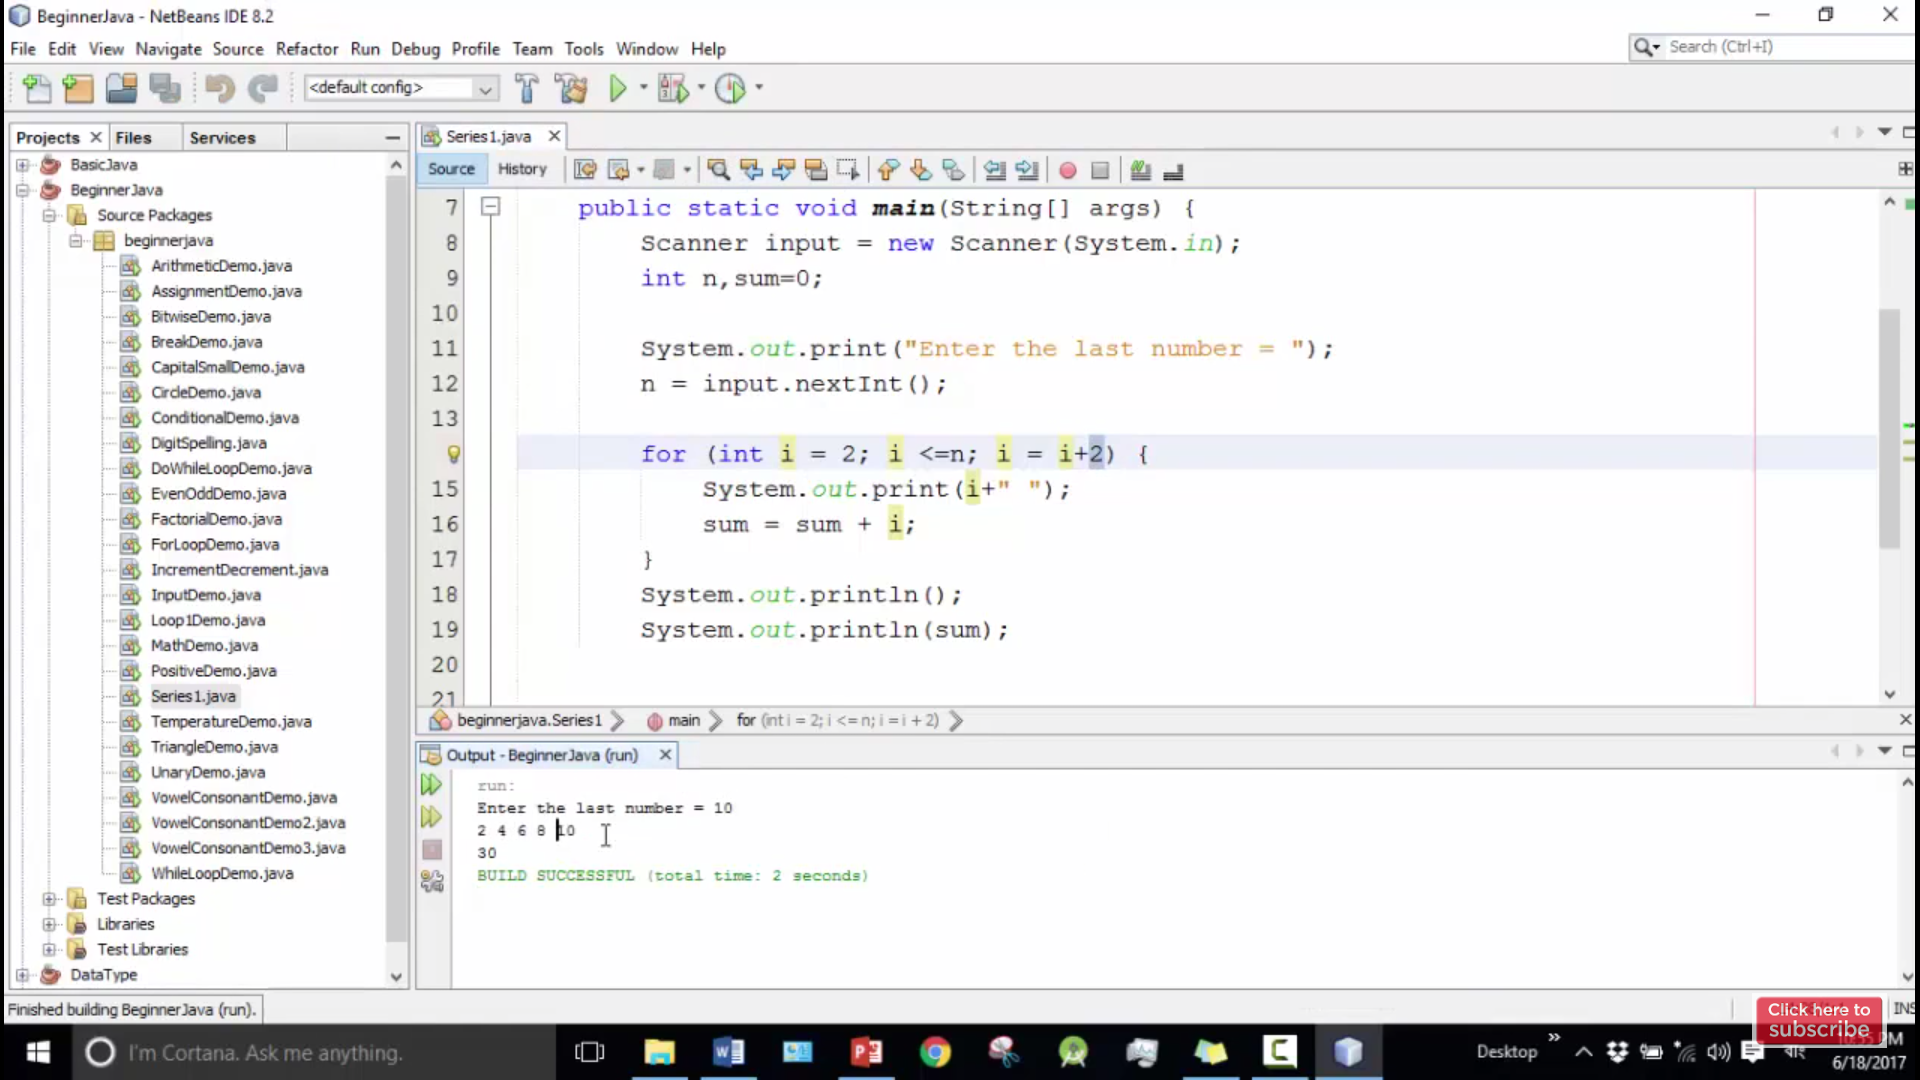 BeginnerJava - NetBeans IDE 8.2
File Edit View Navigate Source Refactor Run Debug Profile Team Tools Window Help
Search (Ctrl+I)
<default config>
Projects Files Services
BasicJava
BeginnerJava
Source Packages
beginnerjava
ArithmeticDemo.java
AssignmentDemo.java
BitwiseDemo.java
BreakDemo.java
CapitalSmallDemo.java
CircleDemo.java
ConditionalDemo.java
DigitSpelling.java
DoWhileLoopDemo.java
EvenOddDemo.java
FactorialDemo.java
ForLoopDemo.java
IncrementDecrement.java
InputDemo.java
Loop1Demo.java
MathDemo.java
PositiveDemo.java
Series1.java
TemperatureDemo.java
TriangleDemo.java
UnaryDemo.java
VowelConsonantDemo.java
VowelConsonantDemo2.java
VowelConsonantDemo3.java
WhileLoopDemo.java
Test Packages
Libraries
Test Libraries
DataType
Series1.java
Source History
7 public static void main(String[] args) {
8 Scanner input = new Scanner(System.in);
9 int n,sum=0;
10
11 System.out.print("Enter the last number = ");
12 n = input.nextInt();
13
for (int i = 2; i <=n; i = i+2) {
15 System.out.print(i+" ");
16 sum = sum + i;
17 }
18 System.out.println();
19 System.out.println(sum);
20
21
beginnerjava.Series1 main for (int i = 2; i <= n; i = i + 2)
Output - BeginnerJava (run)
run:
Enter the last number = 10
2 4 6 8 10
30
BUILD SUCCESSFUL (total time: 2 seconds)
Finished building BeginnerJava (run).
INS
Click here to
subscribe
I'm Cortana. Ask me anything.
Desktop
বাং
6/18/2017